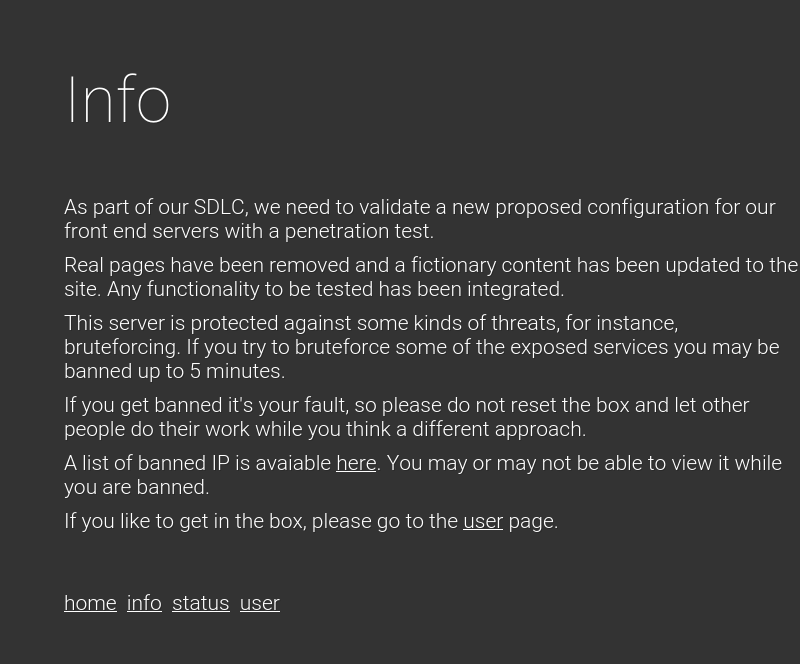 Info
As part of our SDLC, we need to validate a new proposed configuration for our
front end servers with a penetration test.
Real pages have been removed and a fictionary content has been updated to the
site. Any functionality to be tested has been integrated.
This server is protected against some kinds of threats, for instance,
bruteforcing. If you try to bruteforce some of the exposed services you may be
banned up to 5 minutes.
If you get banned it's your fault, so please do not reset the box and let other
people do their work while you think a different approach.
A list of banned IP is avaiable here. You may or may not be able to view it while
you are banned.
If you like to get in the box, please go to the user page.
home info status user